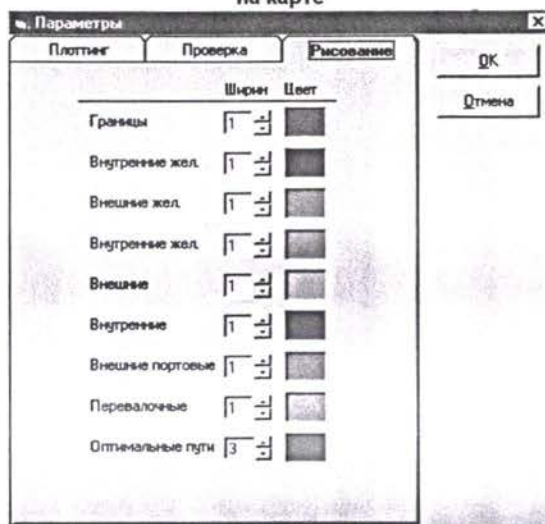 на карте
Параметры
Плоттинг Проверка Рисование
ОК
Отмена
Ширин Цвет
Границы 1
Внутренние жел. 1
Внешние жел. 1
Внутренние жел. 1
Внешние 1
Внутренние 1
Внешние портовые 1
Перевалочные 1
Оптимальные пути 3